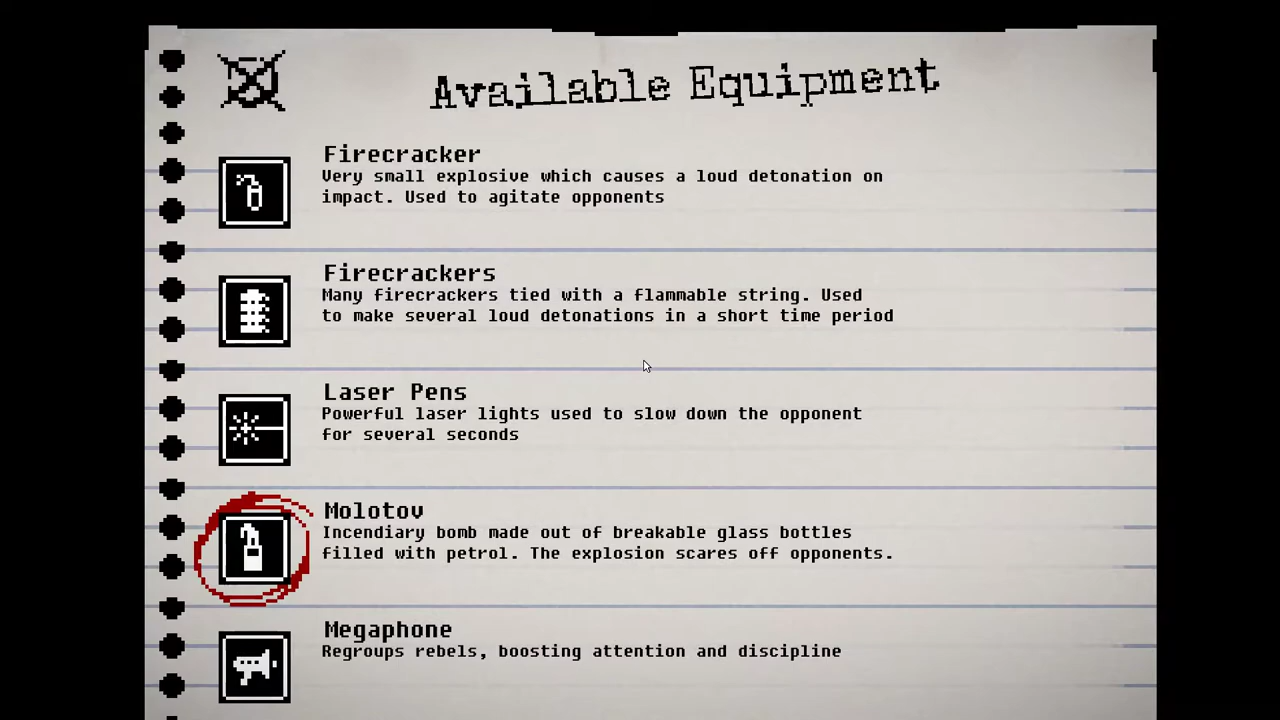 Available Equipment
Firecracker
Very small explosive which causes a loud detonation on
impact. Used to agitate opponents
Firecrackers
Many firecrackers tied with a flammable string. Used
to make several loud detonations in a short time period
Laser Pens
Powerful laser lights used to slow down the opponent
for several seconds
Molotov
Incendiary bomb made out of breakable glass bottles
filled with petrol. The explosion scares off opponents.
Megaphone
Regroups rebels, boosting attention and discipline